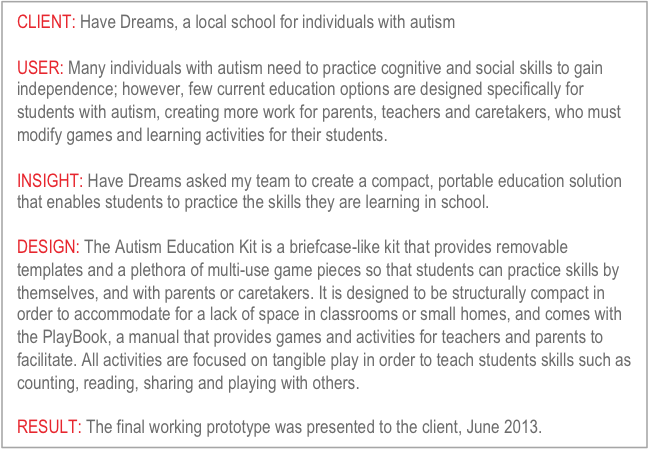 CLIENT: Have Dreams, a local school for individuals with autism
USER: Many individuals with autism need to practice cognitive and social skills to gain
independence; however, few current education options are designed specifically for
students with autism, creating more work for parents, teachers and caretakers, who must
modify games and learning activities for their students.
INSIGHT: Have Dreams asked my team to create a compact, portable education solution
that enables students to practice the skills they are learning in school.
DESIGN: The Autism Education Kit is a briefcase-like kit that provides removable
templates and a plethora of multi-use game pieces so that students can practice skills by
themselves, and with parents or caretakers. It is designed to be structurally compact in
order to accommodate for a lack of space in classrooms or small homes, and comes with
the PlayBook, a manual that provides games and activities for teachers and parents to
facilitate. All activities are focused on tangible play in order to teach students skills such as
counting, reading, sharing and playing with others.
RESULT: The final working prototype was presented to the client, June 2013.